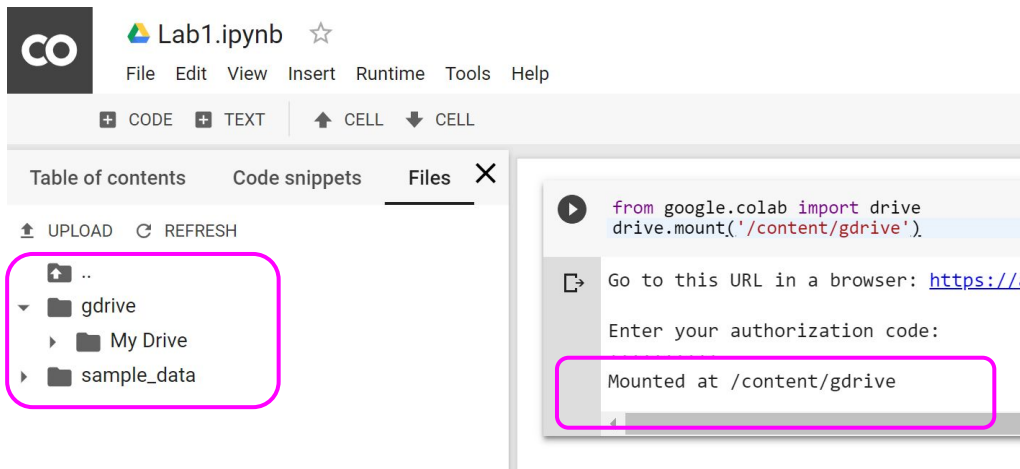 CO
Lab1.ipynb
File Edit View Insert Runtime Tools Help
CODE TEXT CELL CELL
Table of contents Code snippets Files
UPLOAD REFRESH
..
gdrive
My Drive
sample_data
from google.colab import drive
drive.mount('/content/gdrive')
Go to this URL in a browser: https://
Enter your authorization code:
Mounted at /content/gdrive